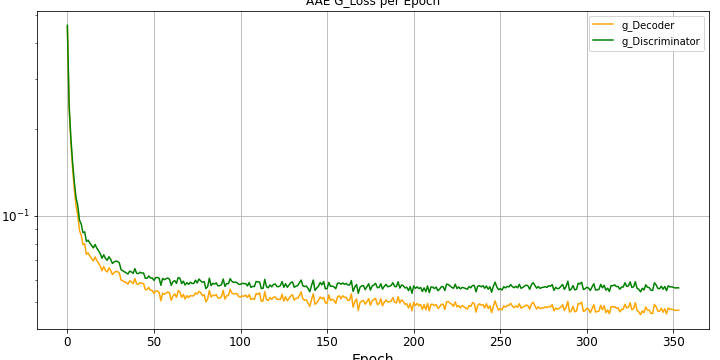 AAE G_Loss per Epoch
g_Decoder
g_Discriminator
10⁻¹
0 50 100 150 200 250 300 350
Epoch